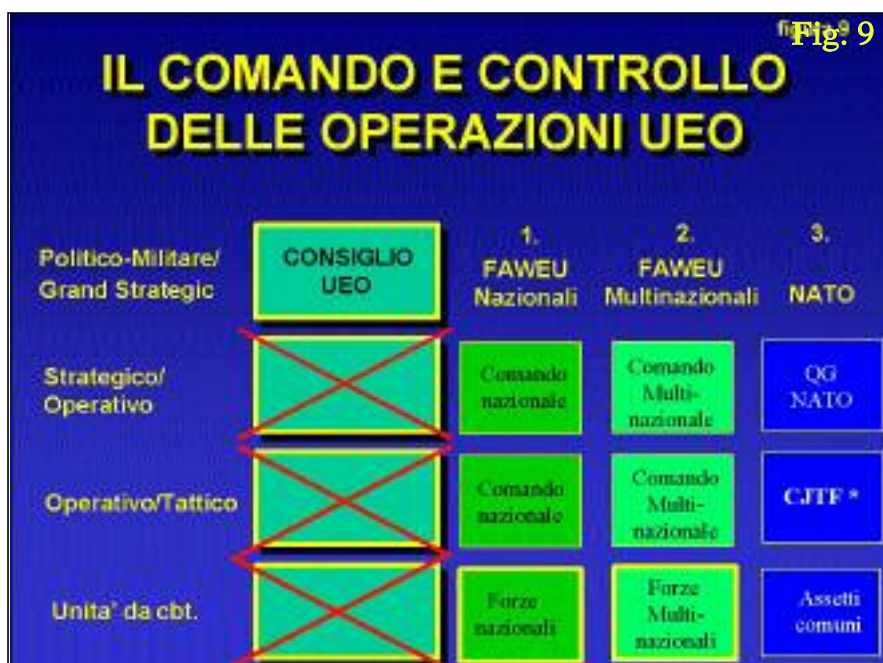 Fig. 9
IL COMANDO E CONTROLLO
DELLE OPERAZIONI UEO
Politico-Militare/
Grand Strategic
CONSIGLIO
UEO
1.
FAWEU
Nazionali
2.
FAWEU
Multinazionali
3.
NATO
Strategico/
Operativo
Comando
nazionale
Comando
Multi-
nazionale
QG
NATO
Operativo/Tattico
Comando
nazionale
Comando
Multi-
nazionale
CJTF *
Unita' da cbt.
Forze
nazionali
Forze
Multi-
nazionali
Assetti
comuni